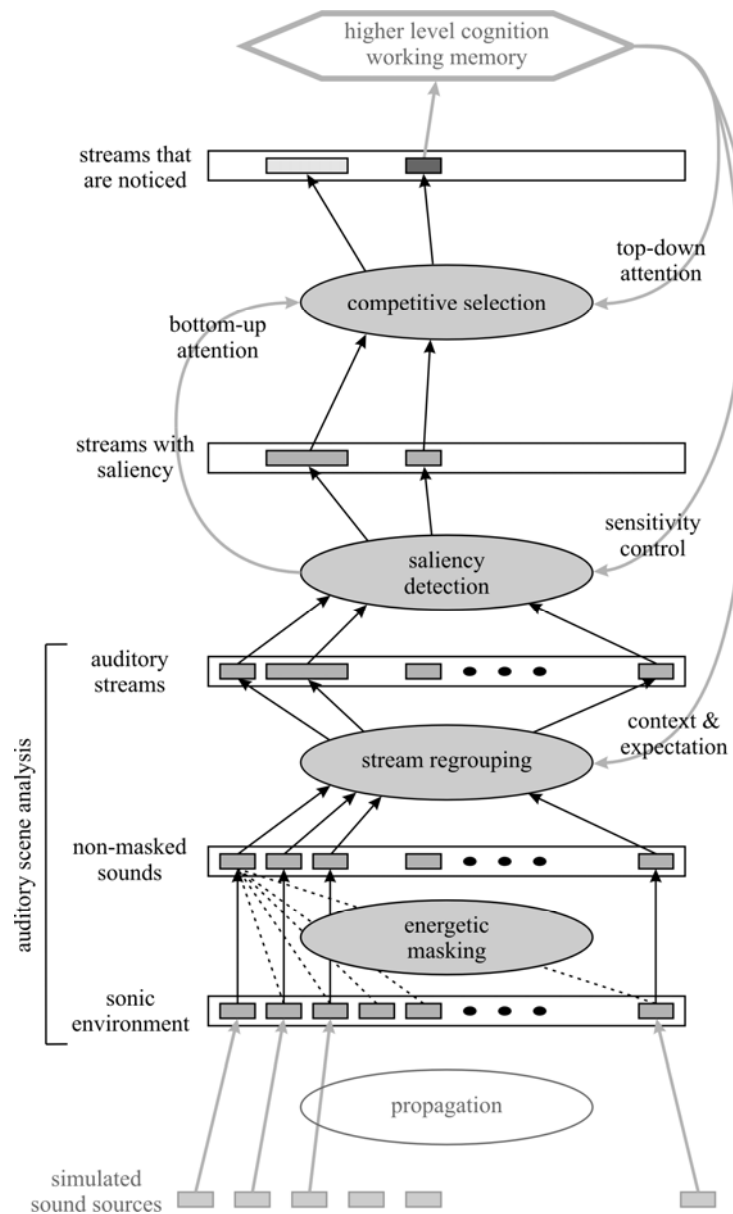 higher level cognition
working memory
streams that
are noticed
top-down
attention
competitive selection
bottom-up
attention
streams with
saliency
sensitivity
control
saliency
detection
auditory
streams
context &
expectation
stream regrouping
auditory scene analysis
non-masked
sounds
energetic
masking
sonic
environment
propagation
simulated
sound sources